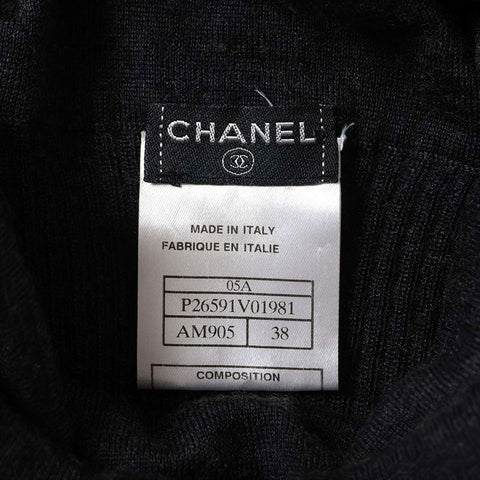 CHANEL
MADE IN ITALY
FABRIQUE EN ITALIE
05A
P26591V01981
AM905 38
COMPOSITION